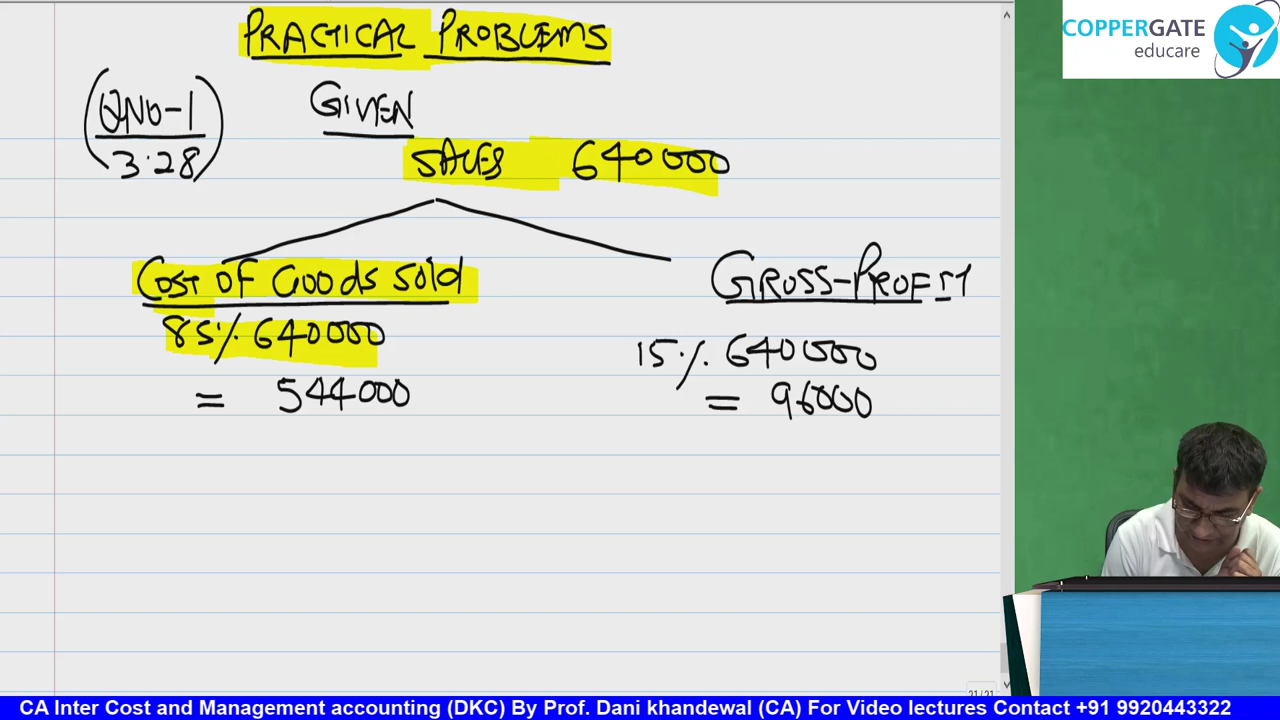 PRACTICAL PROBLEMS
COPPERGATE
educare
(QNO-1
3.28)
GIVEN
SALES 640000
COST OF GOODS SOLD
GROSS-PROFIT
85% 640000
15% 640000
= 544000
= 96000
21/21
CA Inter Cost and Management accounting (DKC) By Prof. Dani khandewal (CA) For Video lectures Contact +91 9920443322